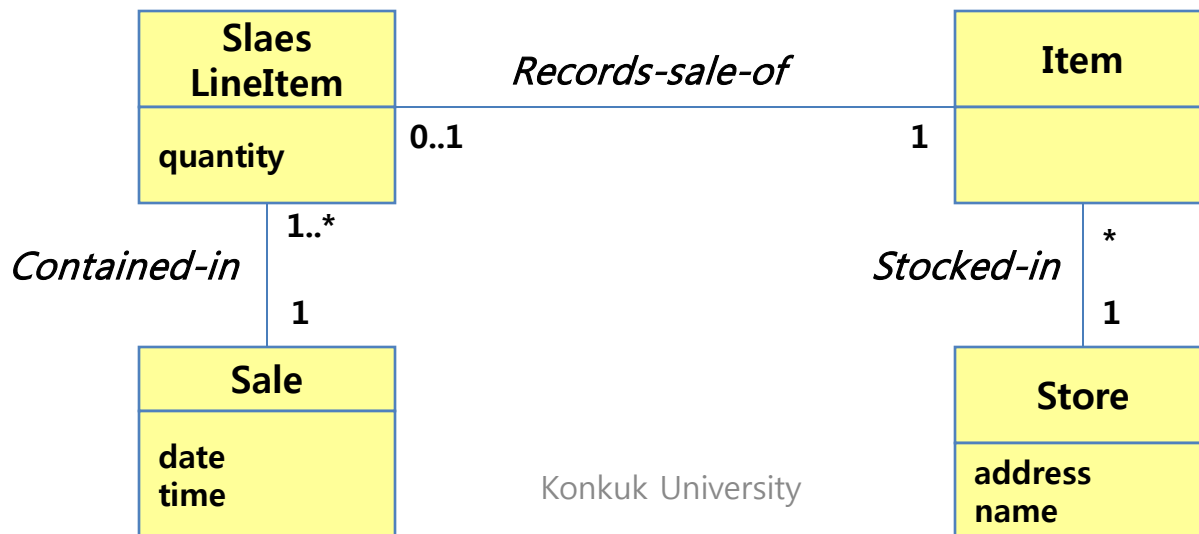 Slaes
LineItem
Records-sale-of
Item
quantity
0..1
1
1..*
*
Contained-in
Stocked-in
1
1
Sale
Store
date
time
Konkuk University
address
name